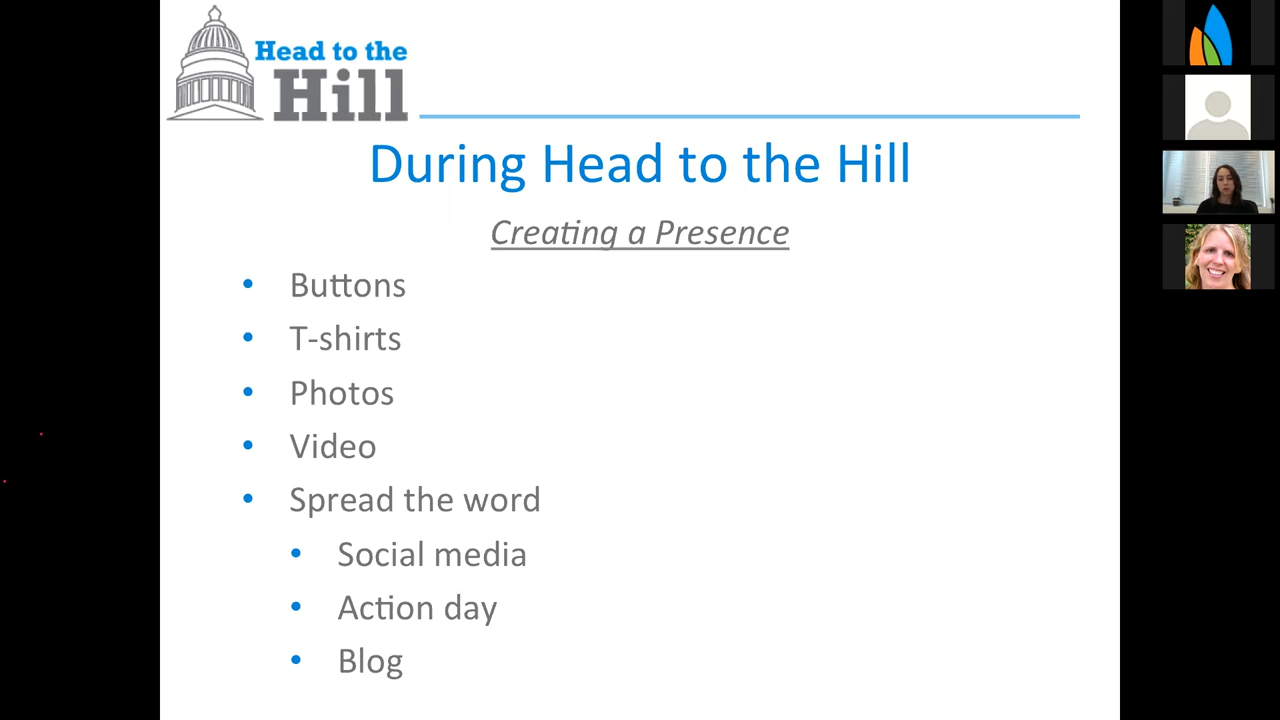 Head to the
Hill
During Head to the Hill
Creating a Presence
• Buttons
• T-shirts
• Photos
• Video
• Spread the word
• Social media
• Action day
• Blog